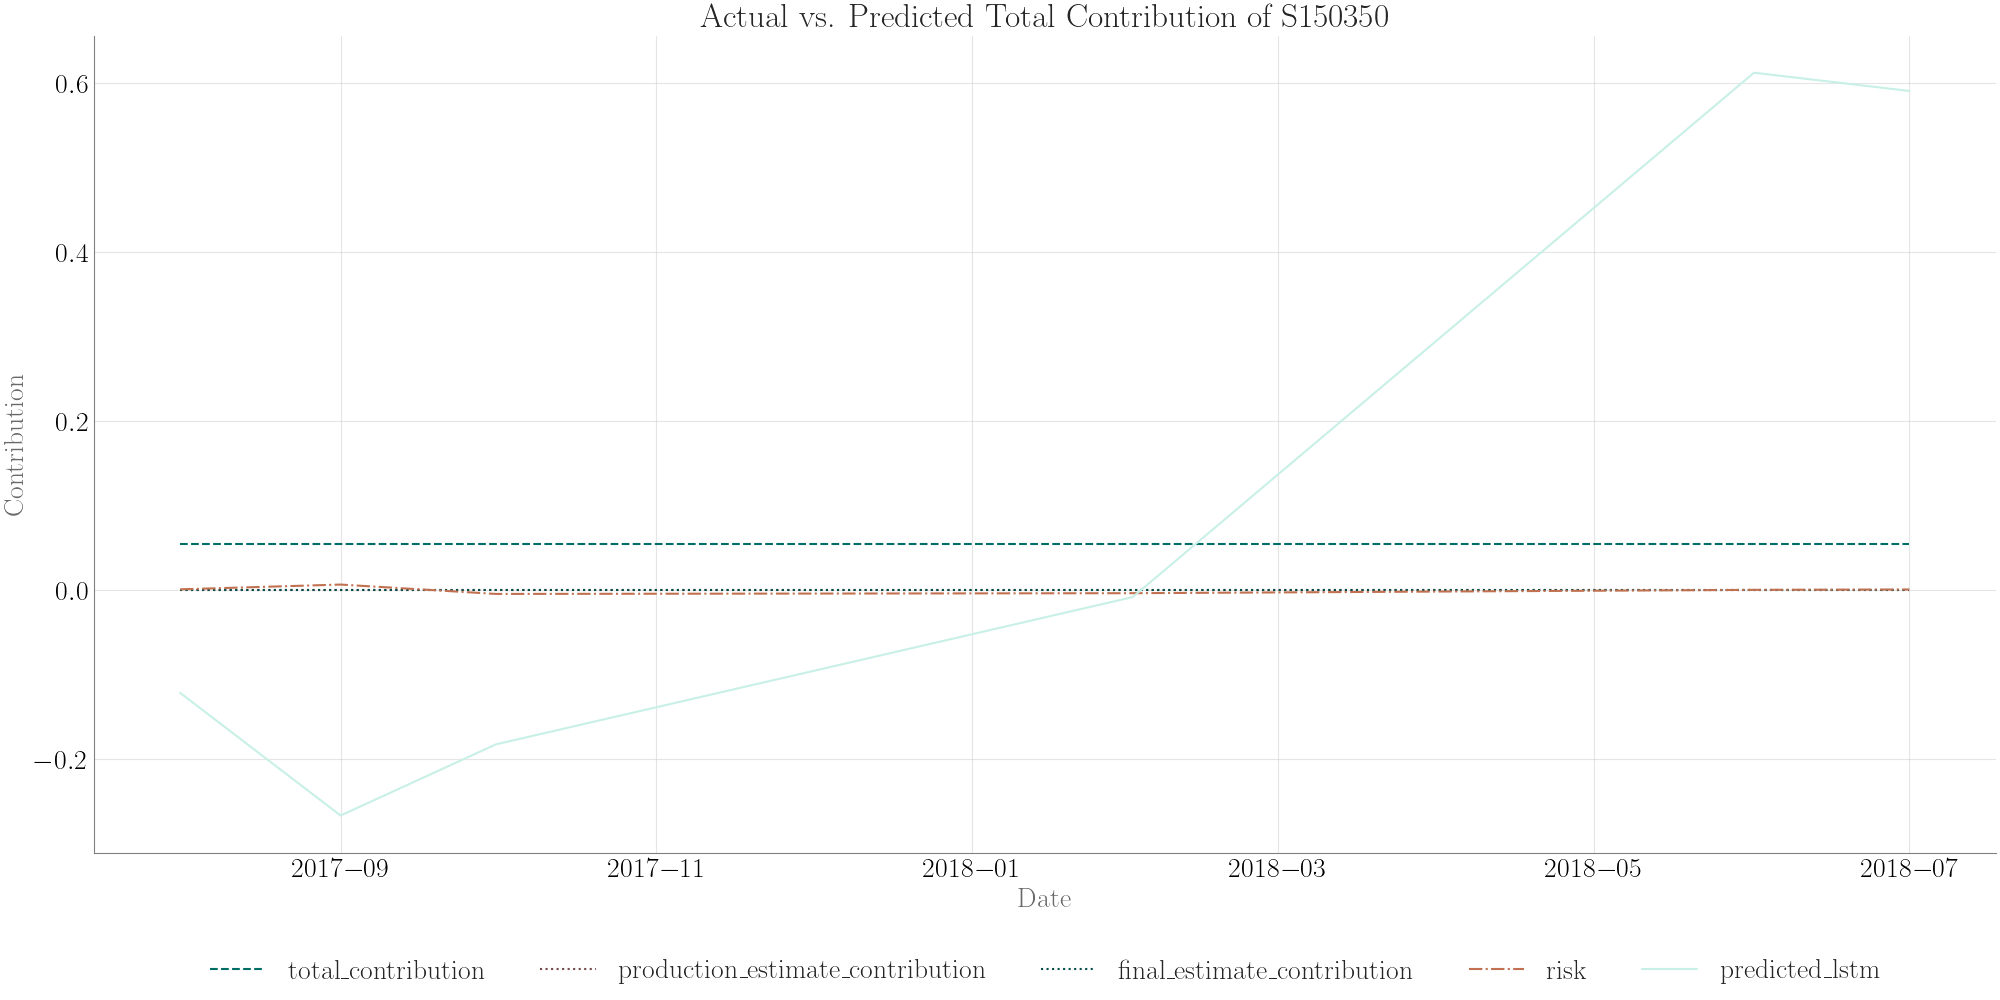 Actual vs. Predicted Total Contribution of S150350
Contribution
0.6
0.4
0.2
0.0
−0.2
2017−09 2017−11 2018−01 2018−03 2018−05 2018−07
Date
total_contribution production_estimate_contribution final_estimate_contribution risk predicted_lstm